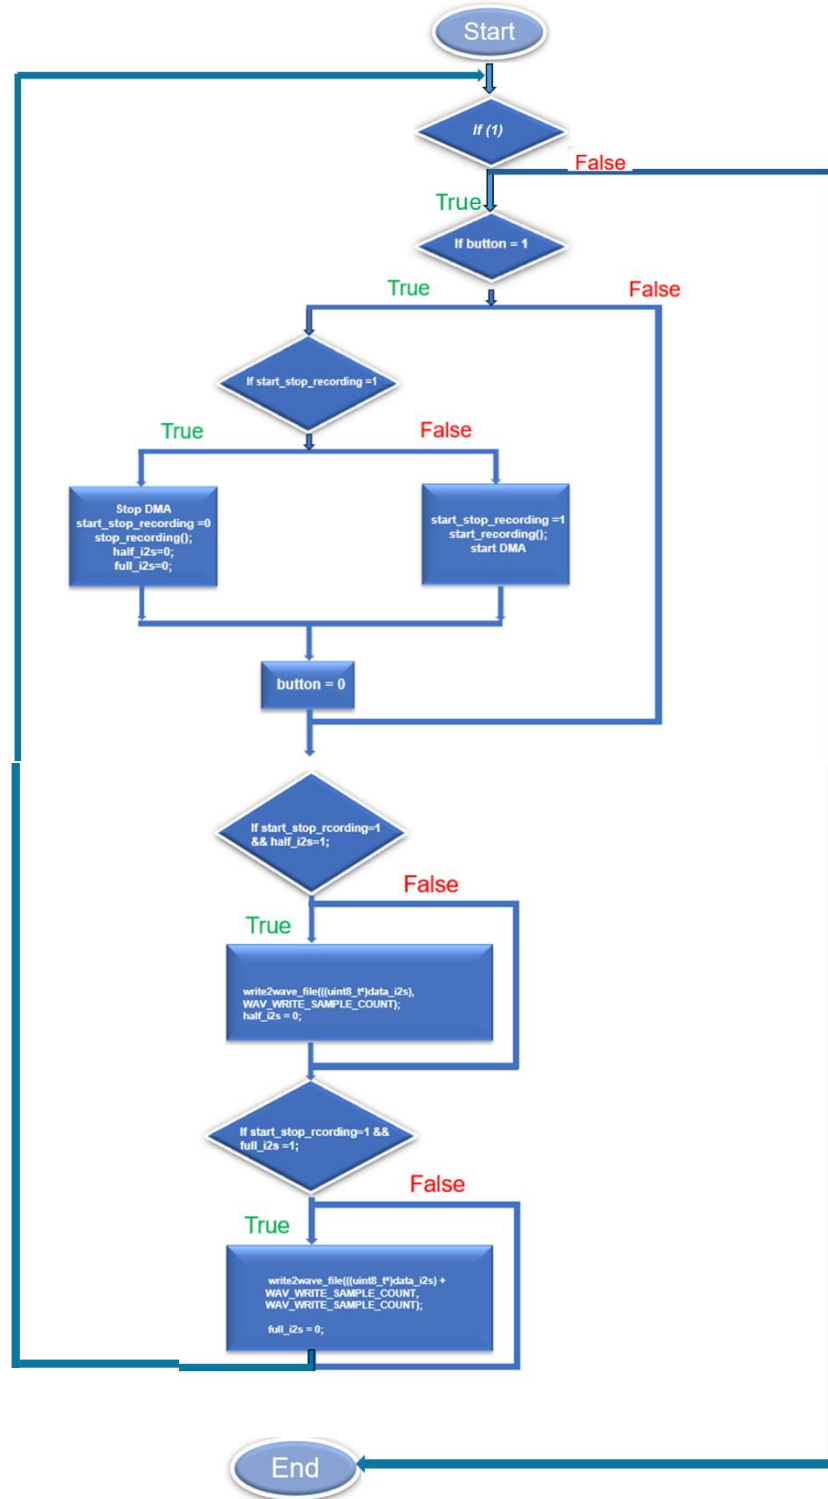 Start
If (1)
False
True
If button = 1
True
False
If start_stop_recording =1
True
False
Stop DMA
start_stop_recording =0
stop_recording();
half_i2s=0;
full_i2s=0;
start_stop_recording =1
start_recording();
start DMA
button = 0
If start_stop_rcording=1
&& half_i2s=1;
False
True
write2wave_file(((uint8_t*)data_i2s),
WAV_WRITE_SAMPLE_COUNT);
half_i2s = 0;
If start_stop_rcording=1 &&
full_i2s =1;
False
True
write2wave_file(((uint8_t*)data_i2s) +
WAV_WRITE_SAMPLE_COUNT,
WAV_WRITE_SAMPLE_COUNT);
full_i2s = 0;
End